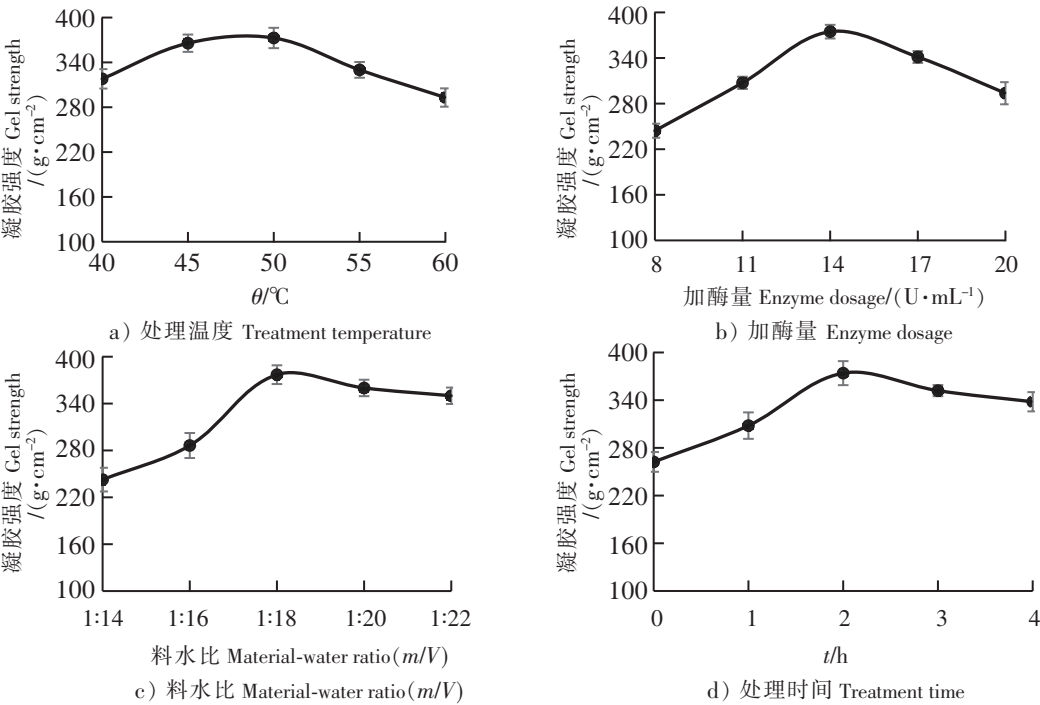 凝胶强度 Gel strength
/(g·cm⁻²)
400
340
280
220
160
100
40 45 50 55 60
θ/℃
a) 处理温度 Treatment temperature
凝胶强度 Gel strength
/(g·cm⁻²)
400
340
280
220
160
100
8 11 14 17 20
加酶量 Enzyme dosage/(U·mL⁻¹)
b) 加酶量 Enzyme dosage
凝胶强度 Gel strength
/(g·cm⁻²)
400
340
280
220
160
100
1:14 1:16 1:18 1:20 1:22
料水比 Material-water ratio(m/V)
c) 料水比 Material-water ratio(m/V)
凝胶强度 Gel strength
/(g·cm⁻²)
400
340
280
220
160
100
0 1 2 3 4
t/h
d) 处理时间 Treatment time